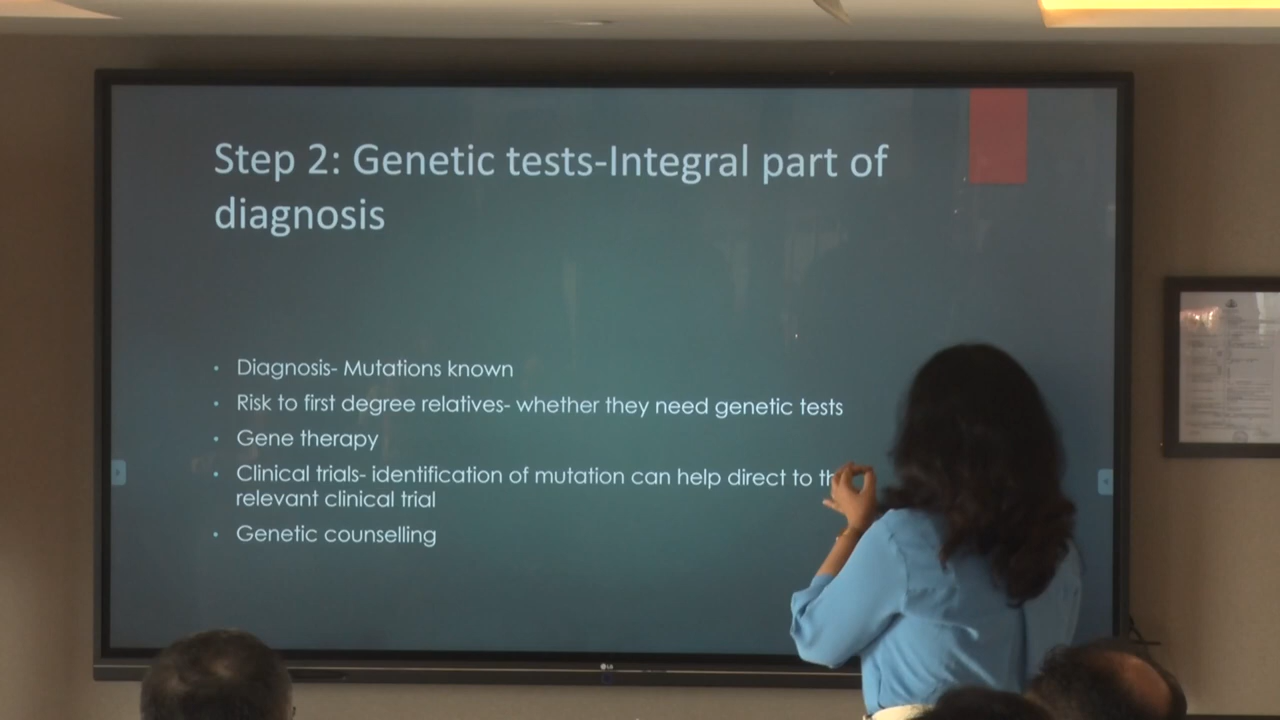 Step 2: Genetic tests-Integral part of
diagnosis
• Diagnosis- Mutations known
• Risk to first degree relatives- whether they need genetic tests
• Gene therapy
• Clinical trials- identification of mutation can help direct to th
relevant clinical trial
• Genetic counselling
LG